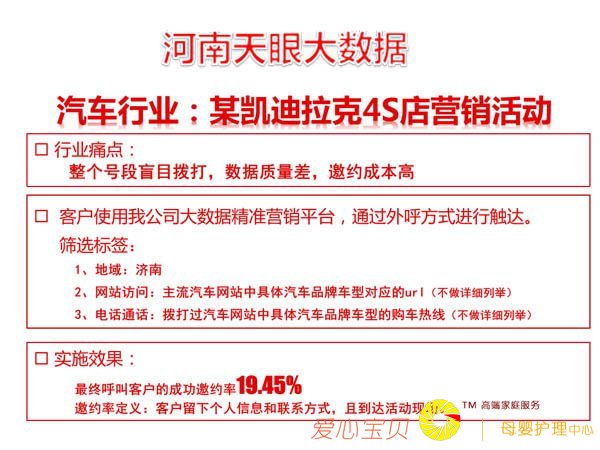 河南天眼大数据
汽车行业：某凯迪拉克4S店营销活动
□ 行业痛点：
整个号段盲目拨打，数据质量差，邀约成本高
□ 客户使用我公司大数据精准营销平台，通过外呼方式进行触达。
筛选标签：
1、地域：济南
2、网站访问：主流汽车网站中具体汽车品牌车型对应的url（不做详细列举）
3、电话通话：拨打过汽车网站中具体汽车品牌车型的购车热线（不做详细列举）
□ 实施效果：
最终呼叫客户的成功邀约率19.45%
邀约率定义：客户留下个人信息和联系方式，且到达活动现
TM 高端家庭服务
爱心宝贝 母婴护理中心